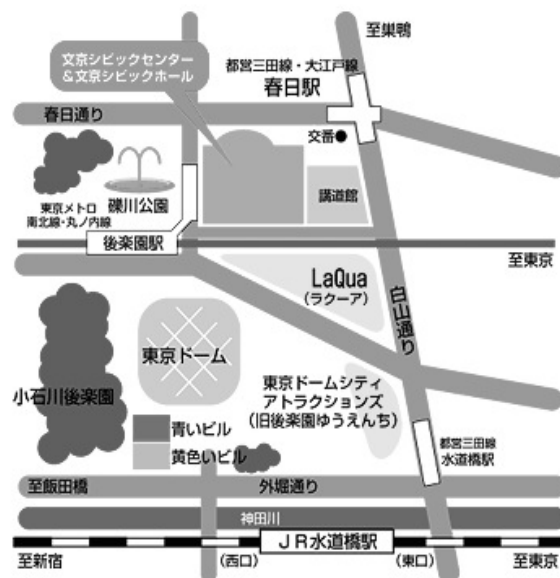 至巣鴨
文京シビックセンター
&文京シビックホール
都営三田線・大江戸線
春日駅
春日通り
交番●
講道館
礫川公園
東京メトロ
南北線・丸ノ内線
後楽園駅
至東京
LaQua
(ラクーア)
白山通り
東京ドーム
小石川後楽園
東京ドームシティ
アトラクションズ
(旧後楽園ゆうえんち)
青いビル
黄色いビル
都営三田線
水道橋駅
至飯田橋
外堀通り
神田川
JR水道橋駅
至新宿
(西口)
(東口)
至東京